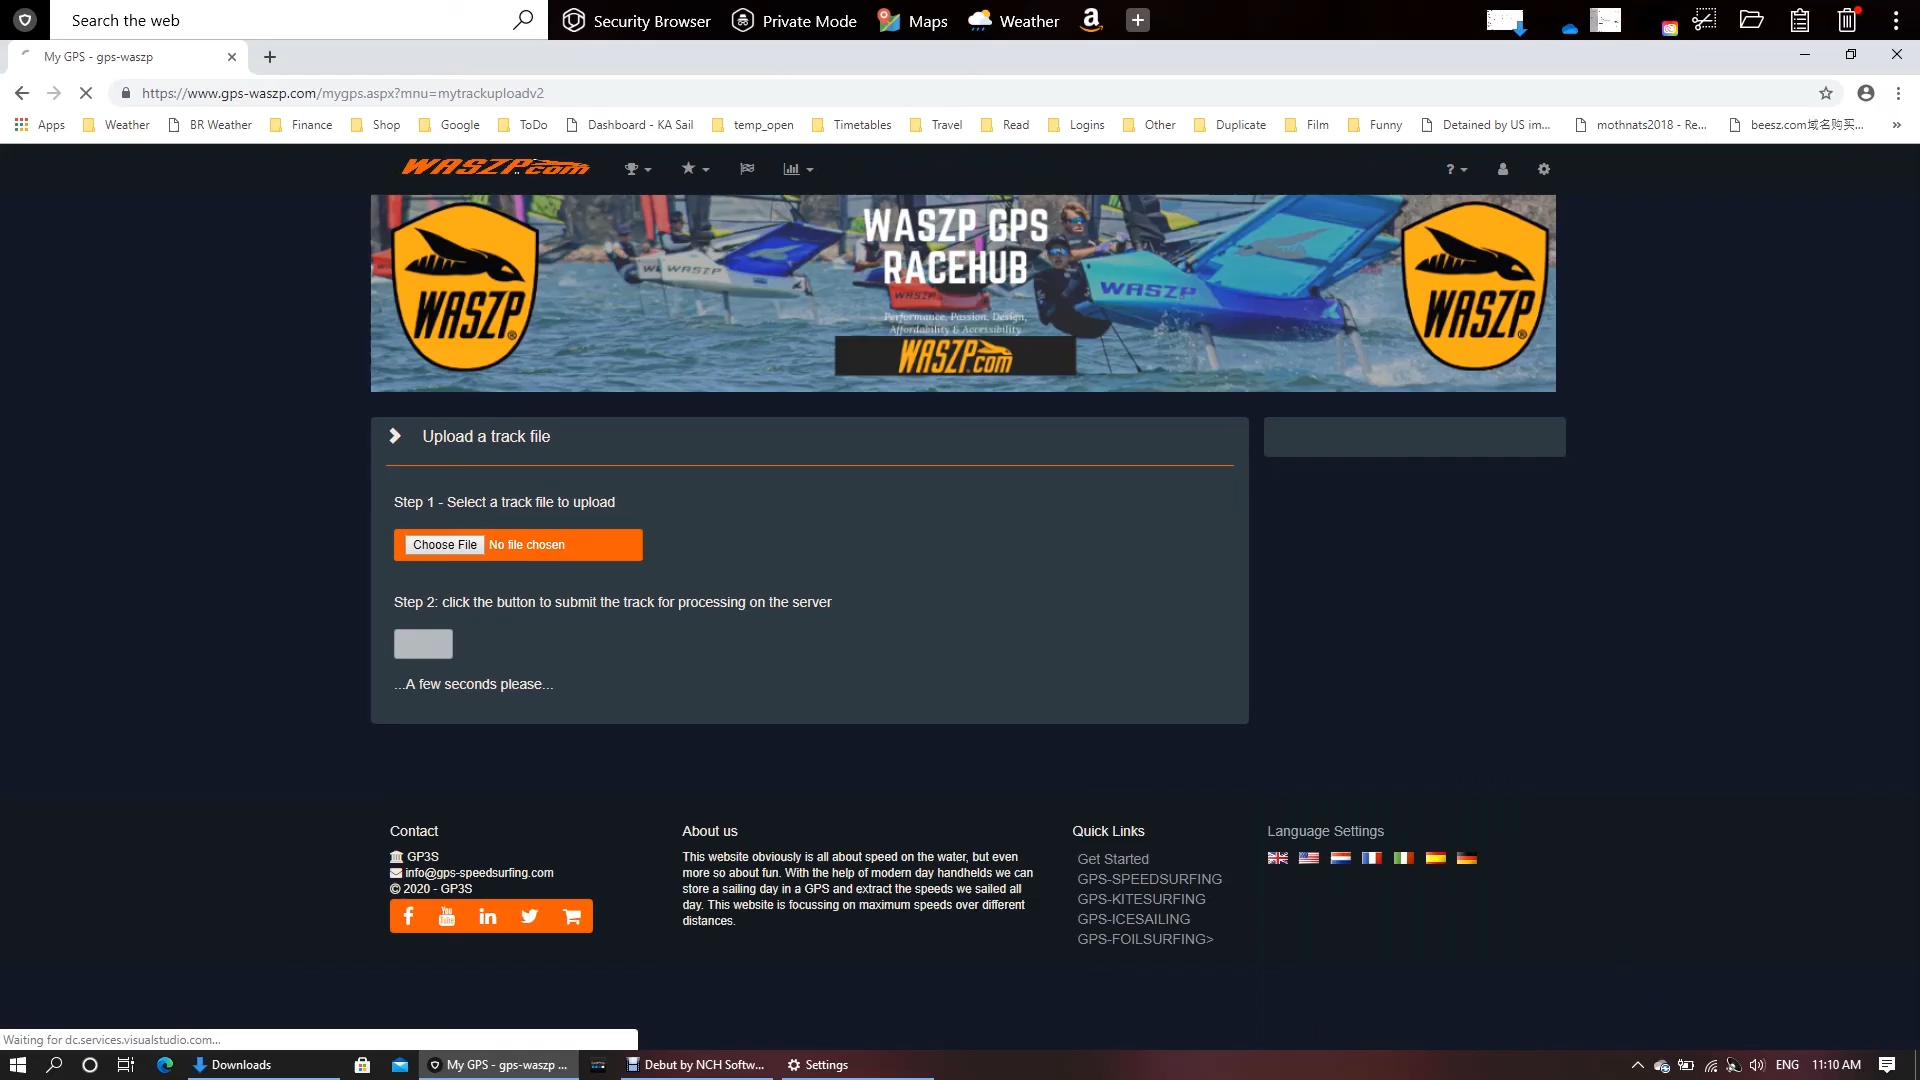 Search the web
Security Browser
Private Mode
Maps
Weather
My GPS - gps-waszp
https://www.gps-waszp.com/mygps.aspx?mnu=mytrackuploadv2
Apps
Weather
BR Weather
Finance
Shop
Google
ToDo
Dashboard - KA Sail
temp_open
Timetables
Travel
Read
Logins
Other
Duplicate
Film
Funny
Detained by US im...
mothnats2018 - Re...
beesz.com域名购买...
WASZP.com
?
WASZP GPS
RACEHUB
Performance, Passion, Design,
Affordability & Accessibility
WASZP.com
WASZP®
WASZP®
WASZP
WASZP
WASZP
Upload a track file
Step 1 - Select a track file to upload
Choose File No file chosen
Step 2: click the button to submit the track for processing on the server
...A few seconds please...
Contact
GP3S
info@gps-speedsurfing.com
© 2020 - GP3S
You
Tube
in
About us
This website obviously is all about speed on the water, but even
more so about fun. With the help of modern day handhelds we can
store a sailing day in a GPS and extract the speeds we sailed all
day. This website is focussing on maximum speeds over different
distances.
Quick Links
Get Started
GPS-SPEEDSURFING
GPS-KITESURFING
GPS-ICESAILING
GPS-FOILSURFING>
Language Settings
Waiting for dc.services.visualstudio.com...
Downloads
My GPS - gps-waszp ...
Debut by NCH Softw...
Settings
ENG
11:10 AM